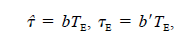 τ̂ = bT_E, τ_E = b′T_E,